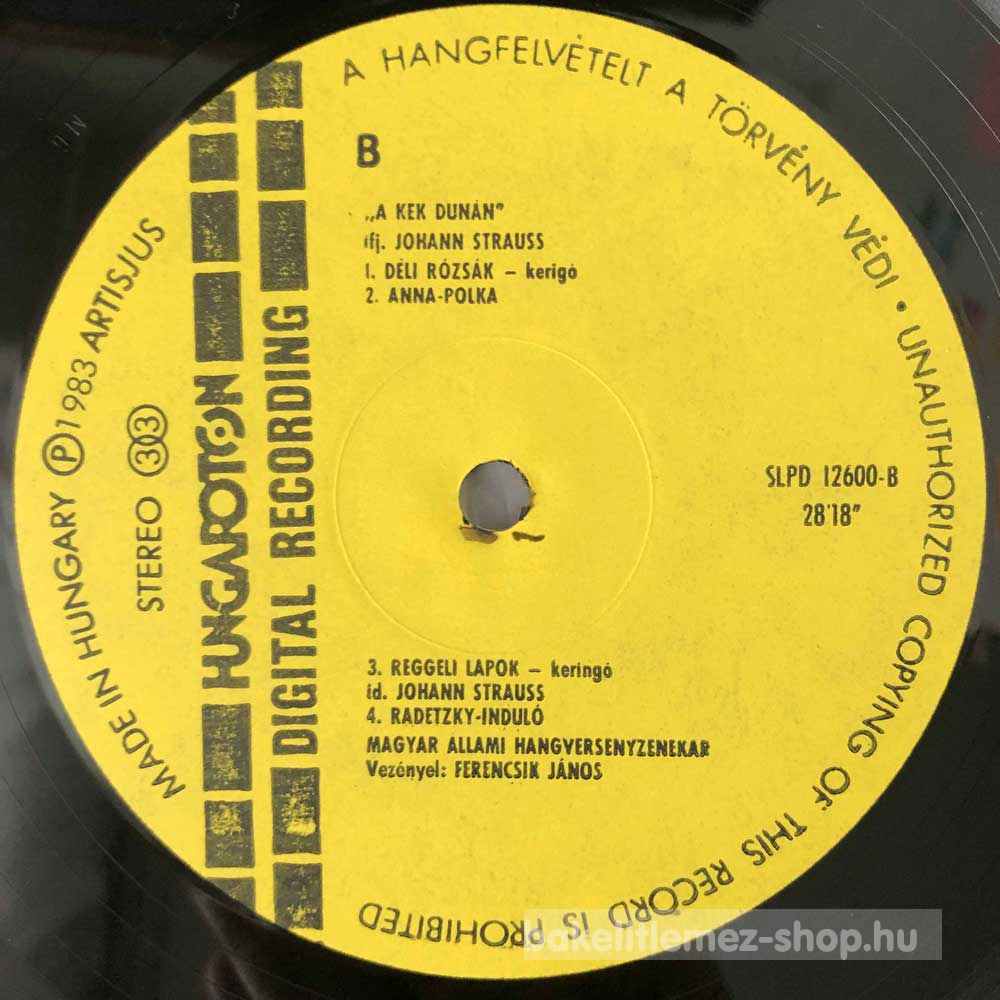 A HANGFELVÉTELT A TÖRVÉNY VÉDI • UNAUTHORIZED COPYING OF THIS RECORD IS PROHIBITED
MADE IN HUNGARY Ⓟ 1983 ARTISJUS
STEREO 33
HUNGAROTON
DIGITAL RECORDING
B
„A KEK DUNÁN”
ifj. JOHANN STRAUSS
1. DÉLI RÓZSÁK – kerigó
2. ANNA-POLKA
SLPD 12600-B
28'18"
3. REGGELI LAPOK – keringó
id. JOHANN STRAUSS
4. RADETZKY-INDULÓ
MAGYAR ALLAMI HANGVERSENYZENEKAR
Vezényel: FERENCSIK JÁNOS
bakelitlemez-shop.hu